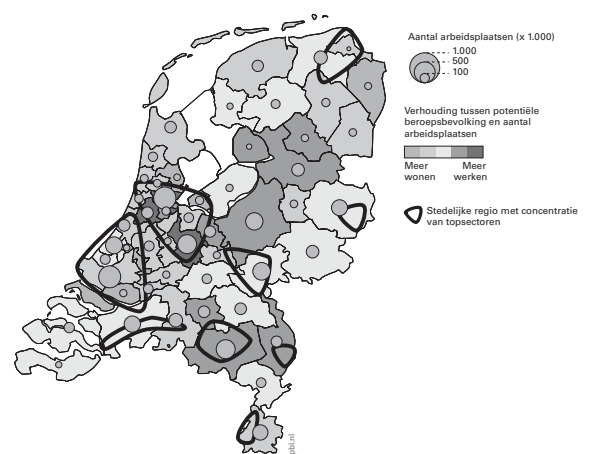 Aantal arbeidsplaatsen (x 1.000)
1.000
500
100
Verhouding tussen potentiële
beroepsbevolking en aantal
arbeidsplaatsen
Meer wonen
Meer werken
Stedelijke regio met concentratie
van topsectoren
pbl.nl